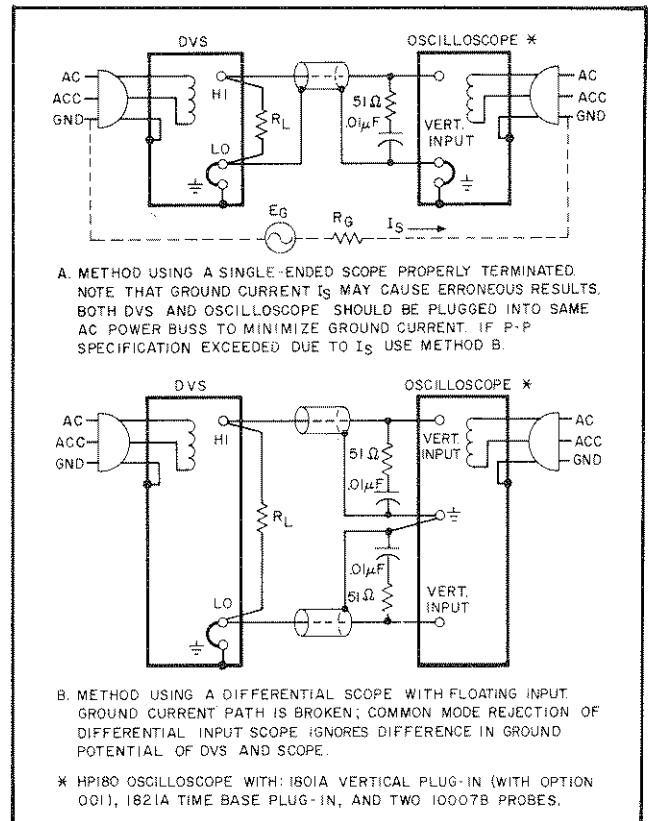 DVS
OSCILLOSCOPE *
AC
ACC
GND
HI
LO
RL
51Ω
.01µF
VERT.
INPUT
AC
ACC
GND
EG
RG
IS
A. METHOD USING A SINGLE-ENDED SCOPE PROPERLY TERMINATED.
NOTE THAT GROUND CURRENT IS MAY CAUSE ERRONEOUS RESULTS.
BOTH DVS AND OSCILLOSCOPE SHOULD BE PLUGGED INTO SAME
AC POWER BUSS TO MINIMIZE GROUND CURRENT. IF P-P
SPECIFICATION EXCEEDED DUE TO IS USE METHOD B.
DVS
OSCILLOSCOPE *
AC
ACC
GND
HI
LO
RL
51Ω
.01µF
.01µF
51Ω
VERT.
INPUT
VERT.
INPUT
AC
ACC
GND
B. METHOD USING A DIFFERENTIAL SCOPE WITH FLOATING INPUT.
GROUND CURRENT PATH IS BROKEN; COMMON MODE REJECTION OF
DIFFERENTIAL INPUT SCOPE IGNORES DIFFERENCE IN GROUND
POTENTIAL OF DVS AND SCOPE.
* HP180 OSCILLOSCOPE WITH: 1801A VERTICAL PLUG-IN (WITH OPTION
001), 1821A TIME BASE PLUG-IN, AND TWO 10007B PROBES.